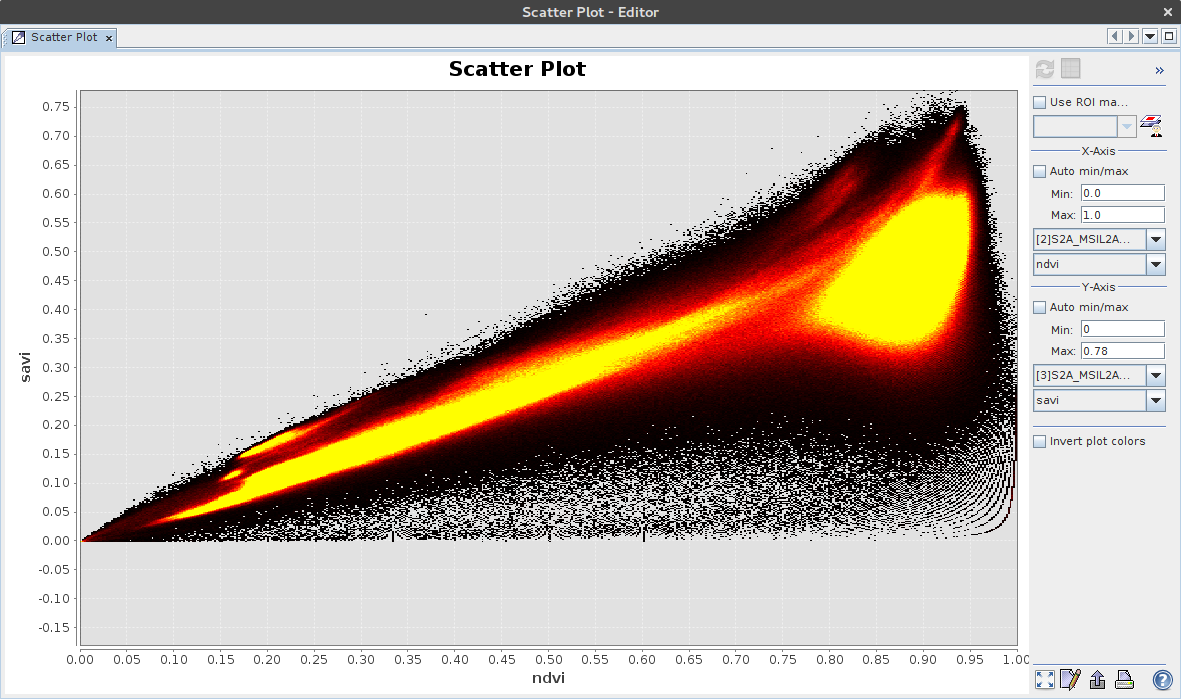 Scatter Plot - Editor
Scatter Plot
Scatter Plot
0.75
0.70
0.65
0.60
0.55
0.50
0.45
0.40
0.35
0.30
0.25
0.20
0.15
0.10
0.05
0.00
-0.05
-0.10
-0.15
savi
0.00 0.05 0.10 0.15 0.20 0.25 0.30 0.35 0.40 0.45 0.50 0.55 0.60 0.65 0.70 0.75 0.80 0.85 0.90 0.95 1.00
ndvi
»
Use ROI ma...
X-Axis
Auto min/max
Min: 0.0
Max: 1.0
[2]S2A_MSIL2A...
ndvi
Y-Axis
Auto min/max
Min: 0
Max: 0.78
[3]S2A_MSIL2A...
savi
Invert plot colors
?